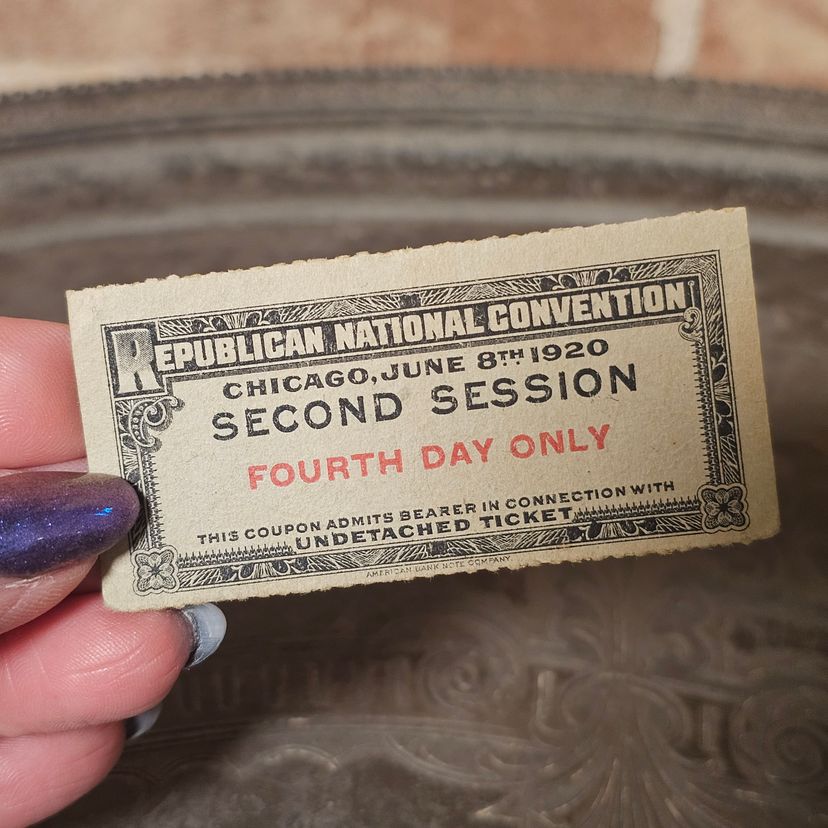 REPUBLICAN NATIONAL CONVENTION
CHICAGO, JUNE 8TH 1920
SECOND SESSION
FOURTH DAY ONLY
THIS COUPON ADMITS BEARER IN CONNECTION WITH
UNDETACHED TICKET
AMERICAN BANK NOTE COMPANY